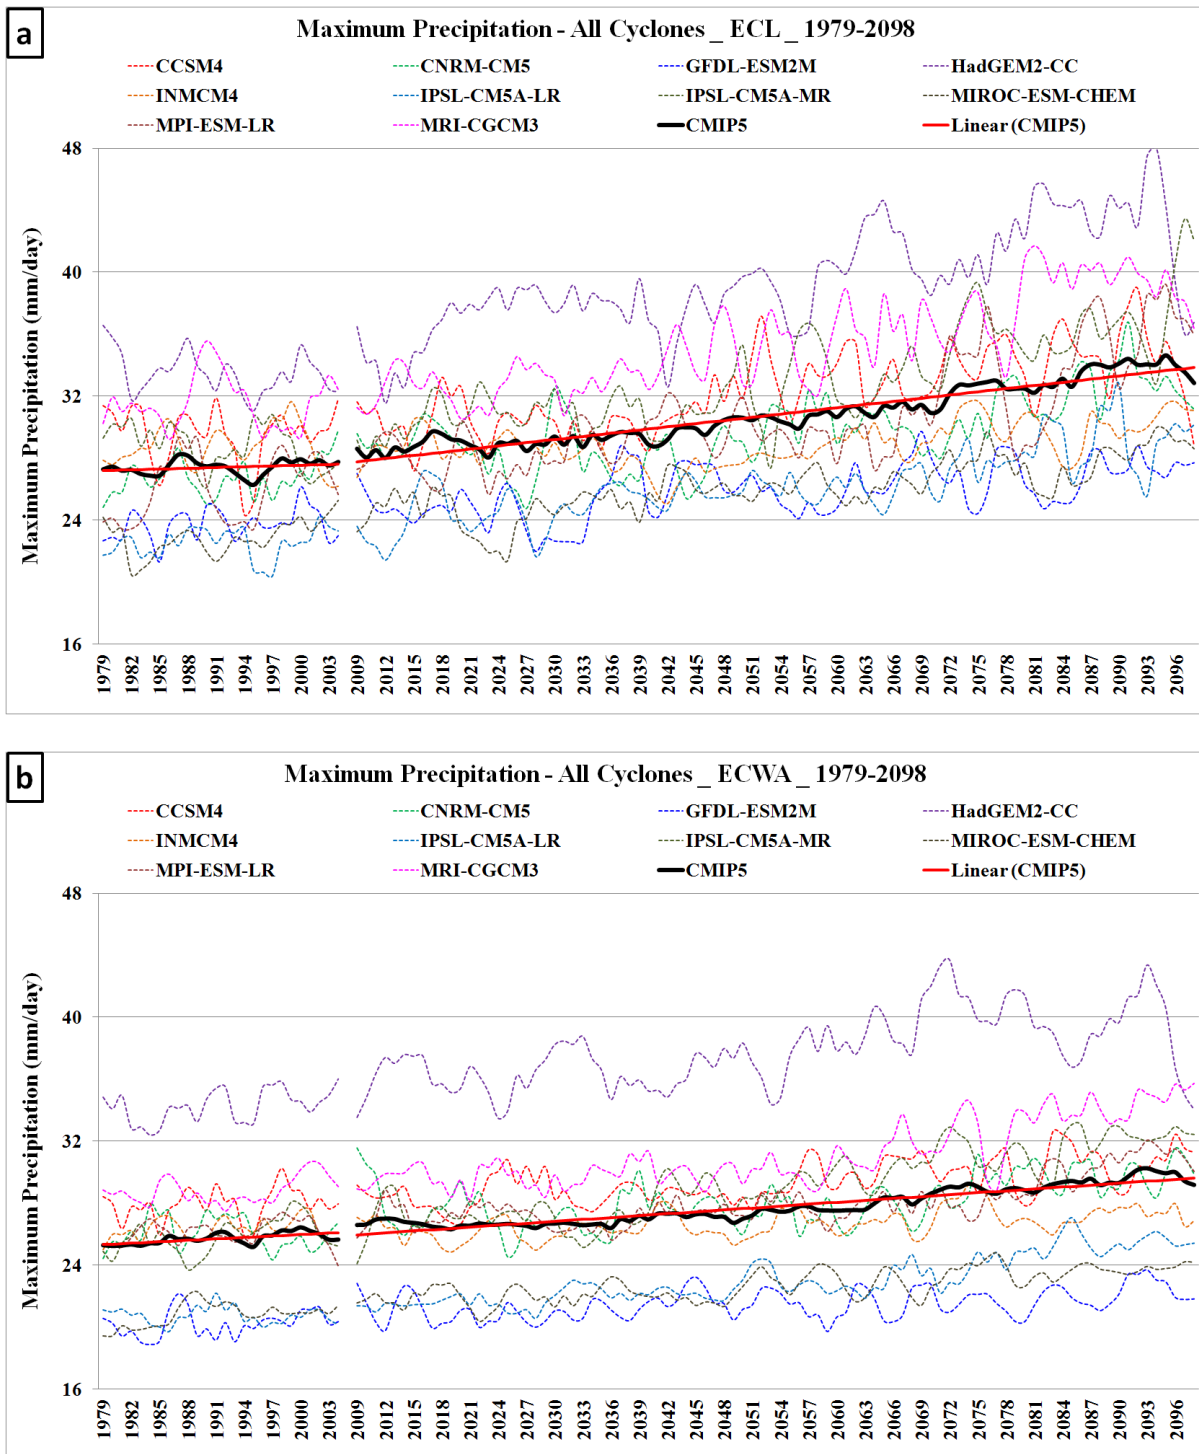 a
Maximum Precipitation - All Cyclones _ ECL _ 1979-2098
CCSM4 CNRM-CM5 GFDL-ESM2M HadGEM2-CC
INMCM4 IPSL-CM5A-LR IPSL-CM5A-MR MIROC-ESM-CHEM
MPI-ESM-LR MRI-CGCM3 CMIP5 Linear (CMIP5)
Maximum Precipitation (mm/day)
48
40
32
24
16
1979 1982 1985 1988 1991 1994 1997 2000 2003 2009 2012 2015 2018 2021 2024 2027 2030 2033 2036 2039 2042 2045 2048 2051 2054 2057 2060 2063 2066 2069 2072 2075 2078 2081 2084 2087 2090 2093 2096
b
Maximum Precipitation - All Cyclones _ ECWA _ 1979-2098
CCSM4 CNRM-CM5 GFDL-ESM2M HadGEM2-CC
INMCM4 IPSL-CM5A-LR IPSL-CM5A-MR MIROC-ESM-CHEM
MPI-ESM-LR MRI-CGCM3 CMIP5 Linear (CMIP5)
Maximum Precipitation (mm/day)
48
40
32
24
16
1979 1982 1985 1988 1991 1994 1997 2000 2003 2009 2012 2015 2018 2021 2024 2027 2030 2033 2036 2039 2042 2045 2048 2051 2054 2057 2060 2063 2066 2069 2072 2075 2078 2081 2084 2087 2090 2093 2096